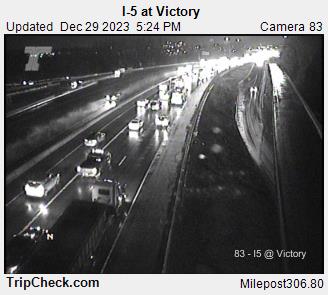 I-5 at Victory
Updated Dec 29 2023 5:24 PM Camera 83
T
N
83 - I5 @ Victory
TripCheck.com Milepost306.80